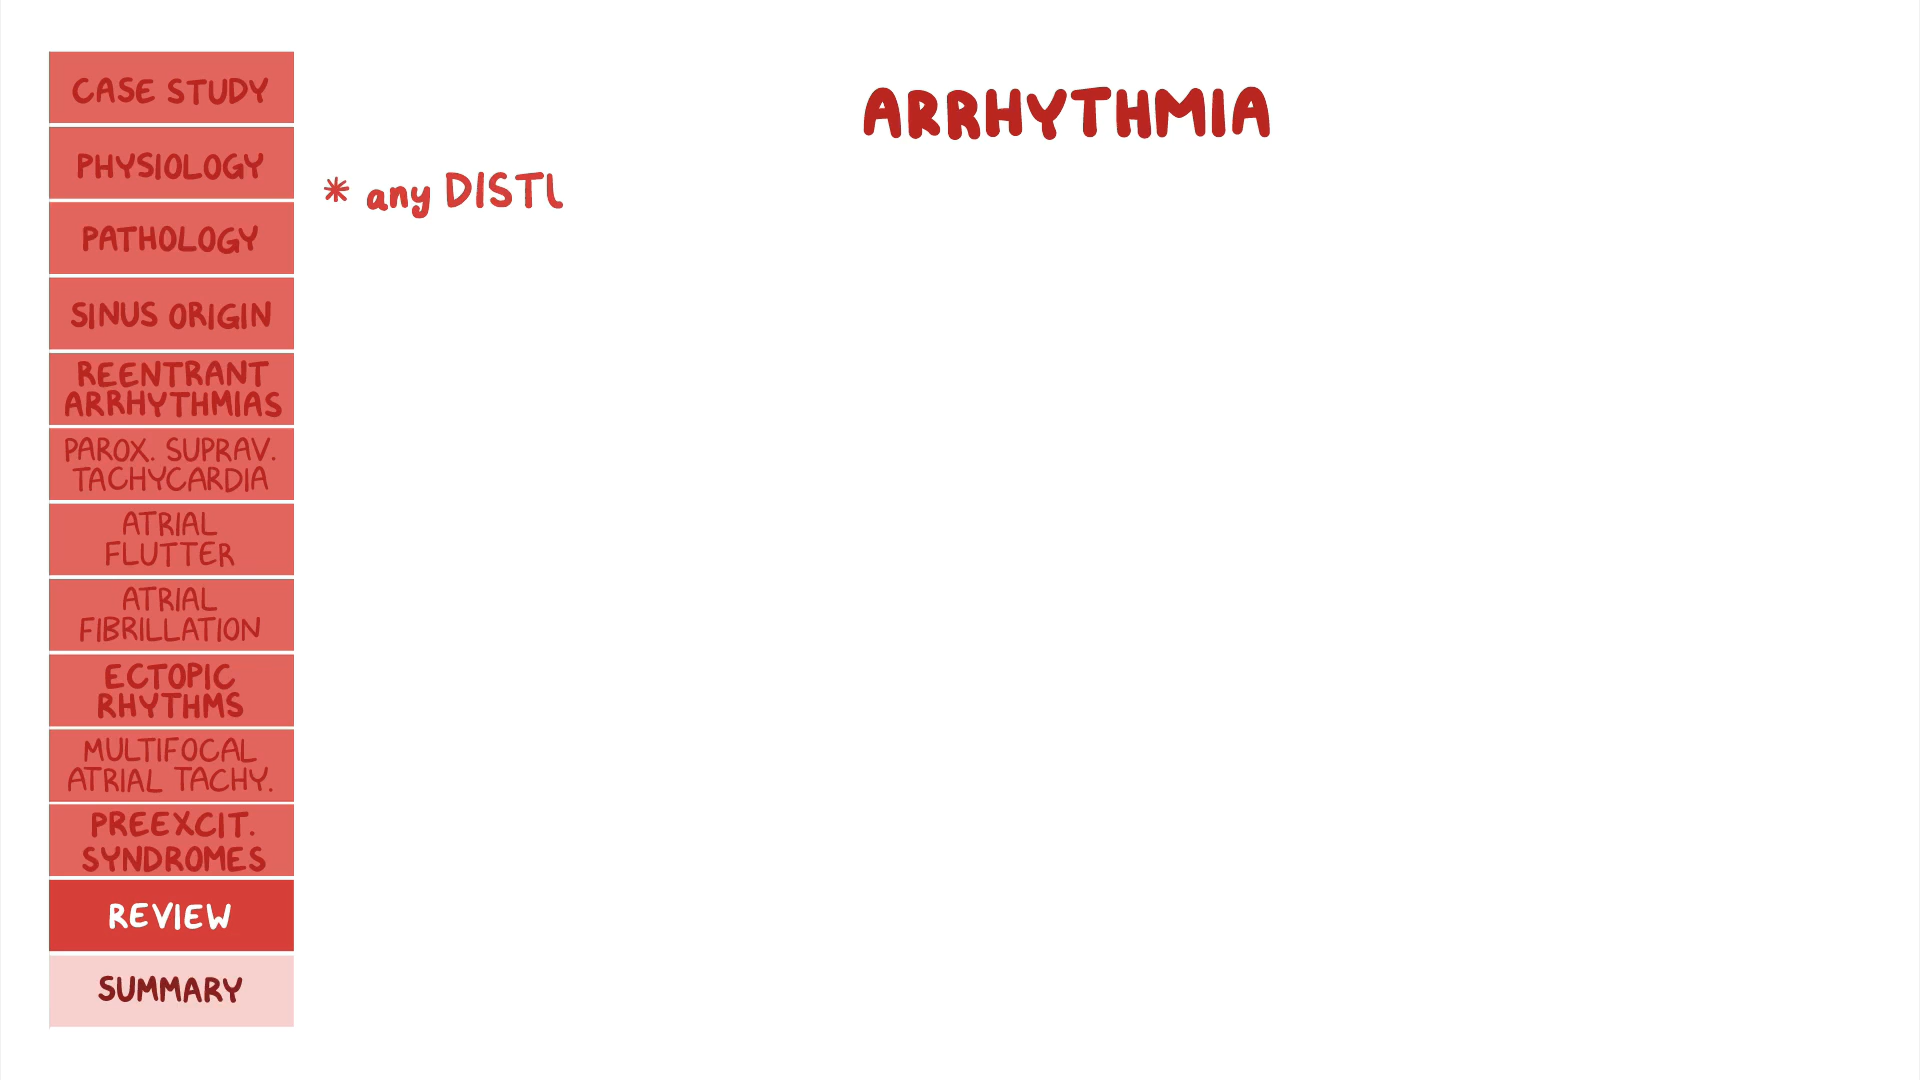 CASE STUDY
PHYSIOLOGY
PATHOLOGY
SINUS ORIGIN
REENTRANT
ARRHYTHMIAS
PAROX. SUPRAV.
TACHYCARDIA
ATRIAL
FLUTTER
ATRIAL
FIBRILLATION
ECTOPIC
RHYTHMS
MULTIFOCAL
ATRIAL TACHY.
PREEXCIT.
SYNDROMES
REVIEW
SUMMARY
ARRHYTHMIA
* any DIST